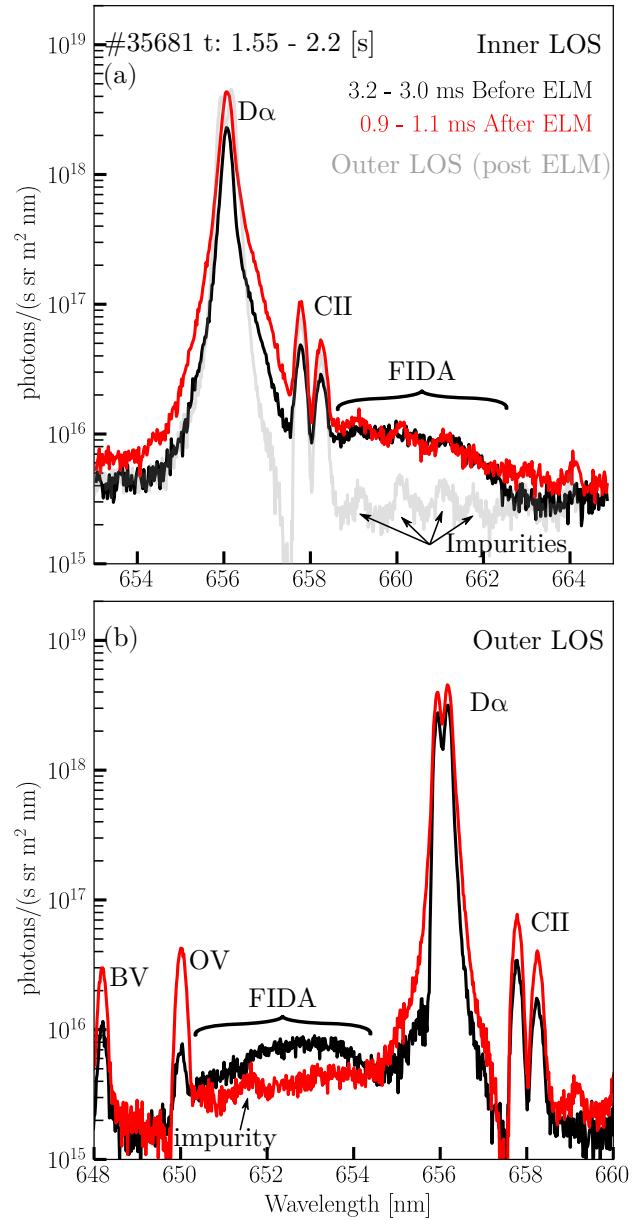 #35681 t: 1.55 - 2.2 [s] Inner LOS
(a)
3.2 - 3.0 ms Before ELM
Dα
0.9 - 1.1 ms After ELM
Outer LOS (post ELM)
CII
FIDA
Impurities
10^19
10^18
10^17
10^16
10^15
photons/(s sr m² nm)
654 656 658 660 662 664
(b) Outer LOS
Dα
CII
OV
BV
FIDA
impurity
10^19
10^18
10^17
10^16
10^15
photons/(s sr m² nm)
648 650 652 654 656 658 660
Wavelength [nm]